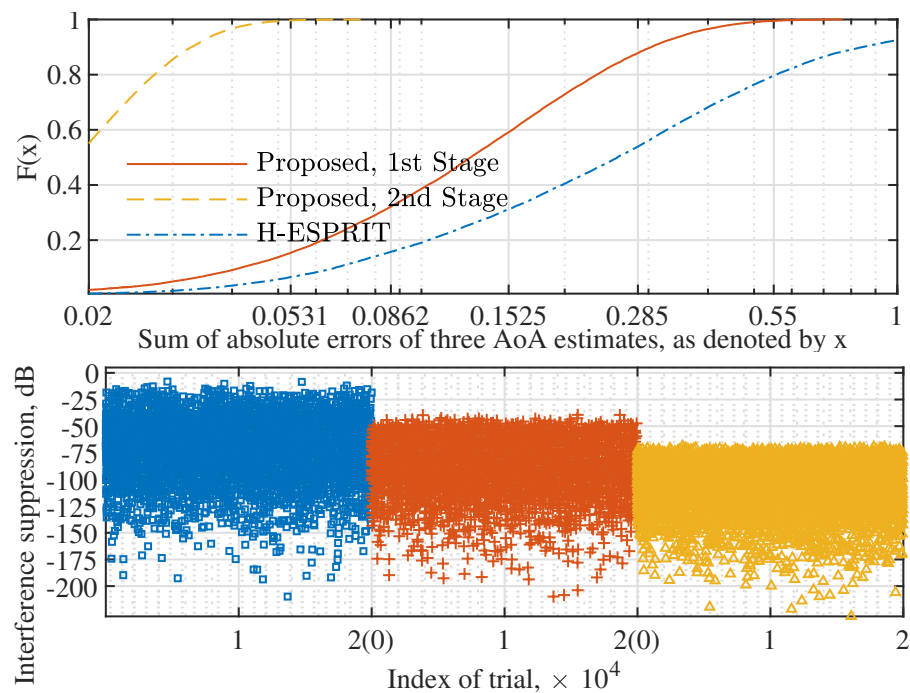 1
0.8
0.6
0.4
0.2
F(x)
Proposed, 1st Stage
Proposed, 2nd Stage
H-ESPRIT
0.02 0.0531 0.0862 0.1525 0.285 0.55 1
Sum of absolute errors of three AoA estimates, as denoted by x
Interference suppression, dB
0
-25
-50
-75
-100
-125
-150
-175
-200
1 2(0) 1 2(0) 1 2
Index of trial, × 10^4